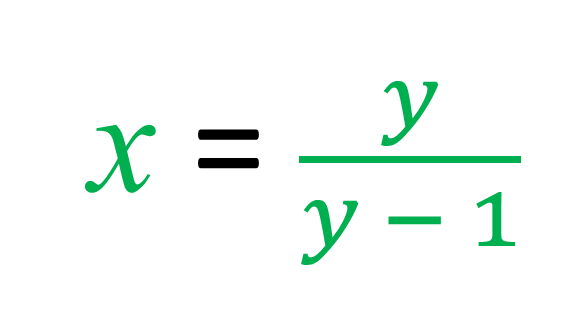 x = y / y − 1